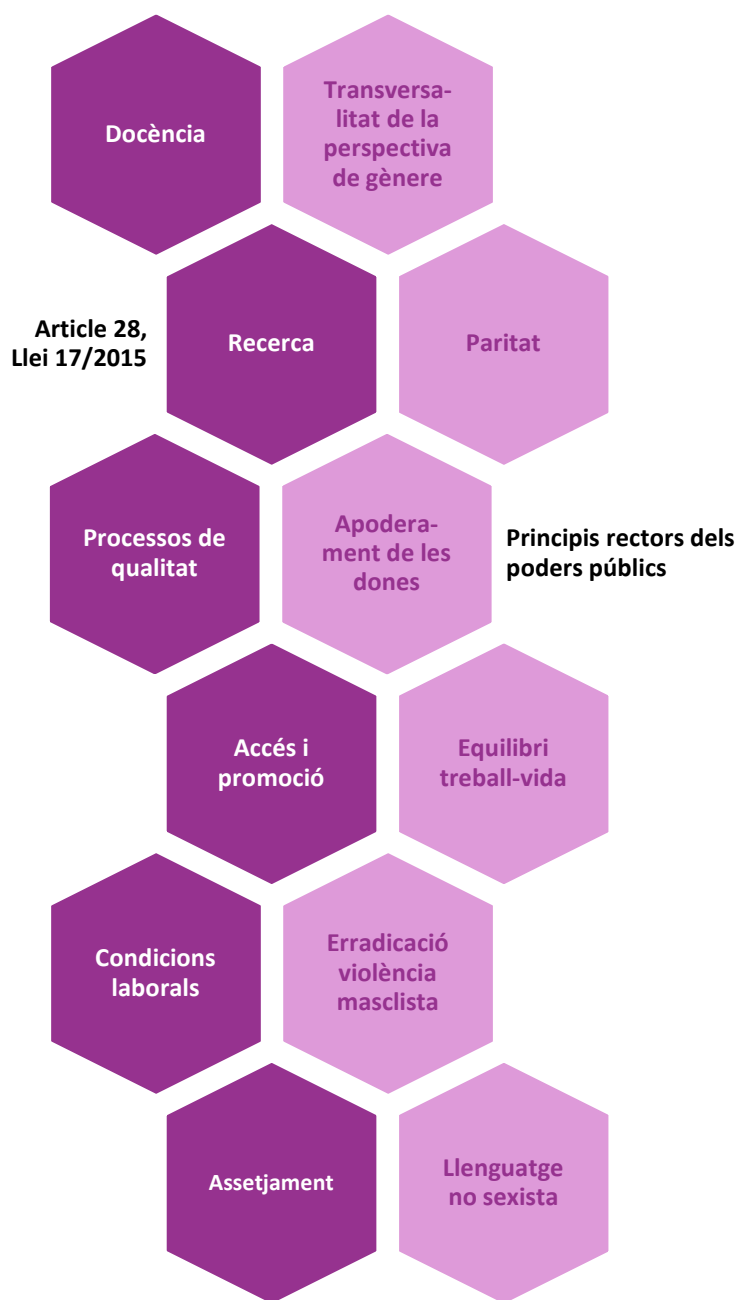 Docència
Transversa-
litat de la
perspectiva
de gènere
Article 28,
Llei 17/2015
Recerca
Paritat
Processos de
qualitat
Apodera-
ment de les
dones
Principis rectors dels
poders públics
Accés i
promoció
Equilibri
treball-vida
Condicions
laborals
Erradicació
violència
masclista
Assetjament
Llenguatge
no sexista